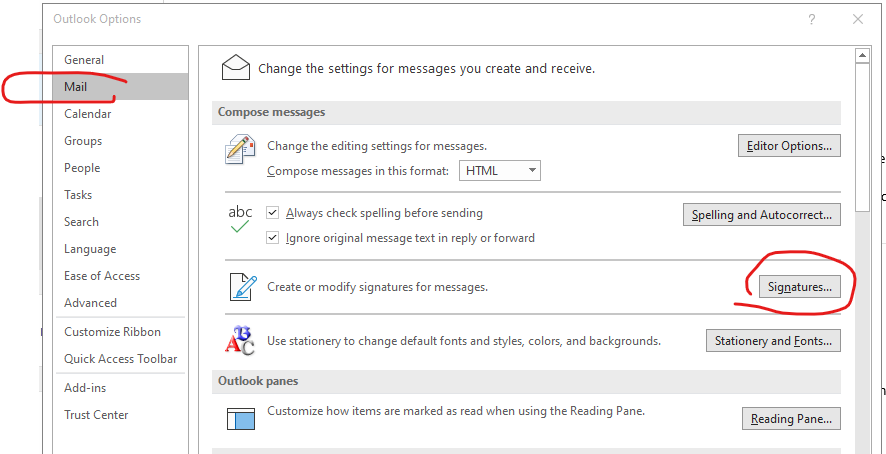 Outlook Options
?
General
Mail
Calendar
Groups
People
Tasks
Search
Language
Ease of Access
Advanced
Customize Ribbon
Quick Access Toolbar
Add-ins
Trust Center
Change the settings for messages you create and receive.
Compose messages
Change the editing settings for messages.
Editor Options...
Compose messages in this format: HTML
abc
Always check spelling before sending
Spelling and Autocorrect...
Ignore original message text in reply or forward
Create or modify signatures for messages.
Signatures...
Use stationery to change default fonts and styles, colors, and backgrounds.
Stationery and Fonts...
Outlook panes
Customize how items are marked as read when using the Reading Pane.
Reading Pane...